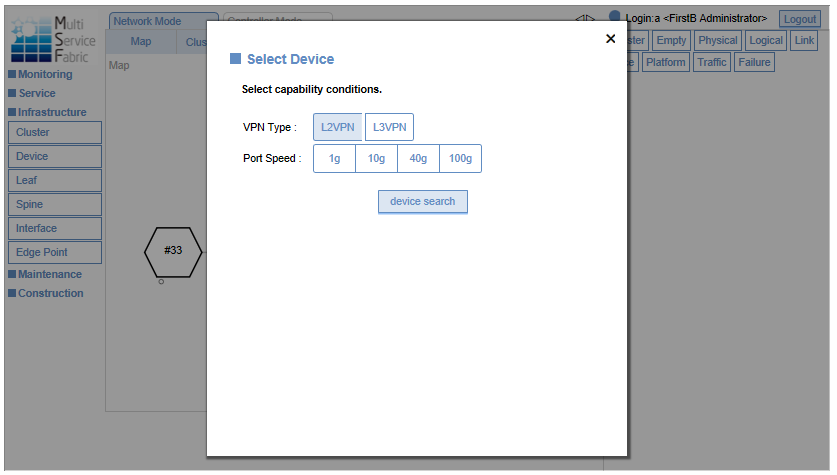 Multi
Service
Fabric
Network Mode
Controller Mode
Login:a <FirstB Administrator>
Logout
Map
Empty
Physical
Logical
Link
Platform
Traffic
Failure
Map
Monitoring
Service
Infrastructure
Cluster
Device
Leaf
Spine
Interface
Edge Point
Maintenance
Construction
#33
Select Device
Select capability conditions.
VPN Type : L2VPN L3VPN
Port Speed : 1g 10g 40g 100g
device search